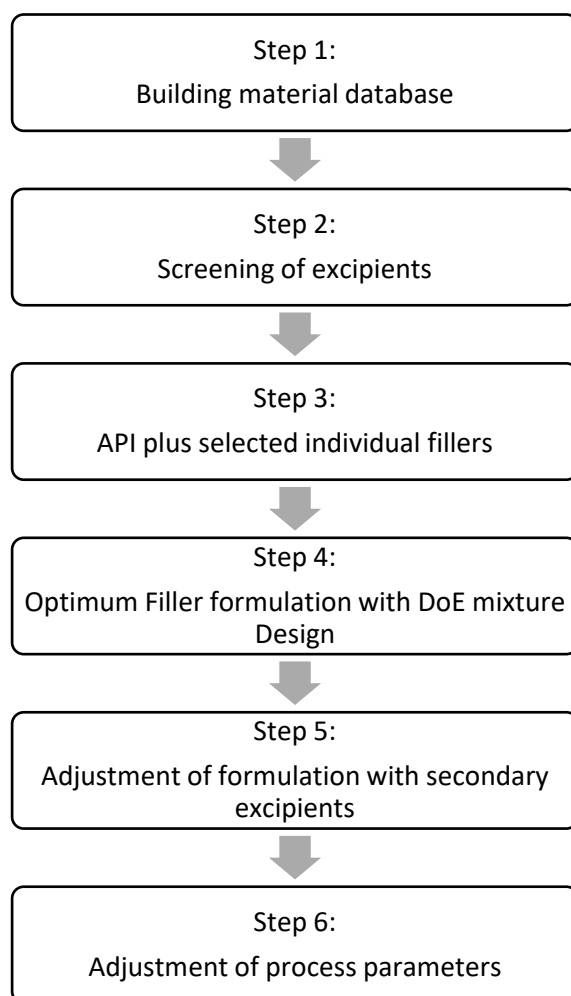 Step 1:
Building material database
Step 2:
Screening of excipients
Step 3:
API plus selected individual fillers
Step 4:
Optimum Filler formulation with DoE mixture
Design
Step 5:
Adjustment of formulation with secondary
excipients
Step 6:
Adjustment of process parameters